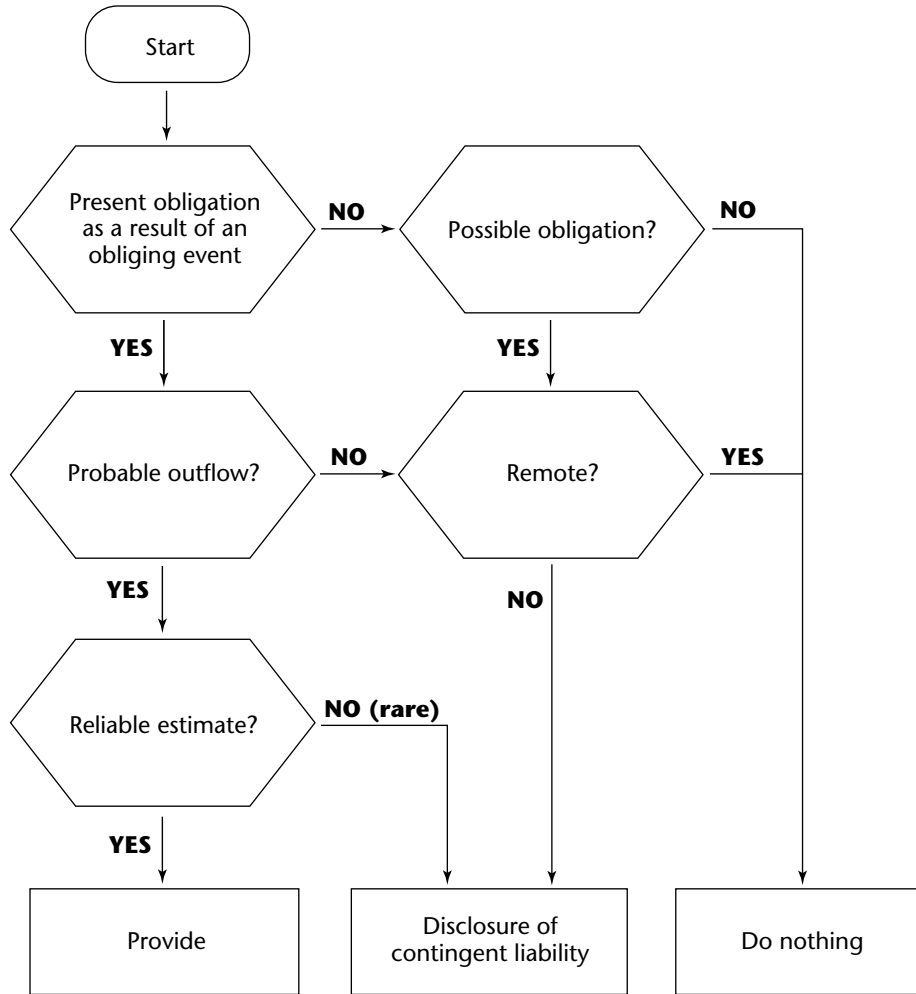 Start
Present obligation
as a result of an
obliging event
NO
Possible obligation?
NO
YES
YES
Probable outflow?
NO
Remote?
YES
YES
NO
Reliable estimate?
NO (rare)
YES
Provide
Disclosure of
contingent liability
Do nothing